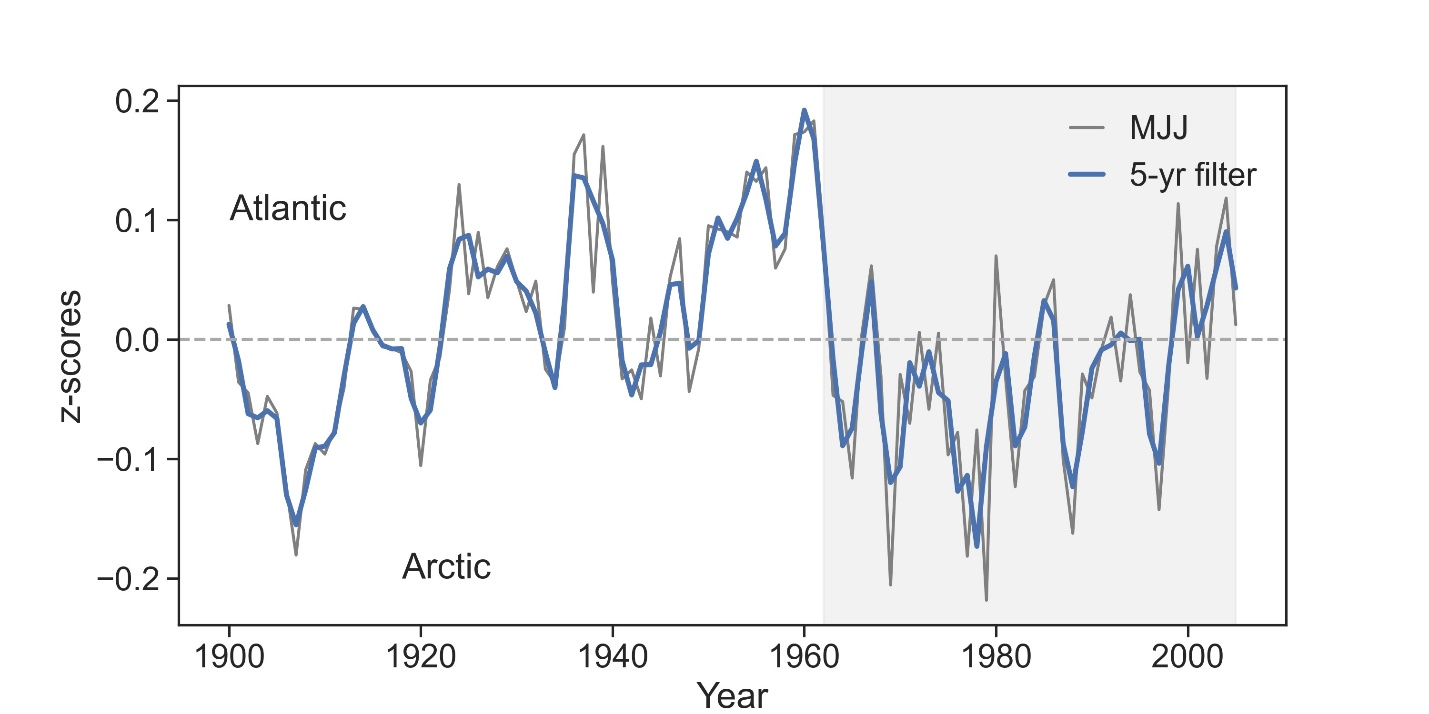 0.2
0.1
0.0
−0.1
−0.2
z-scores
Atlantic
Arctic
MJJ
5-yr filter
1900 1920 1940 1960 1980 2000
Year